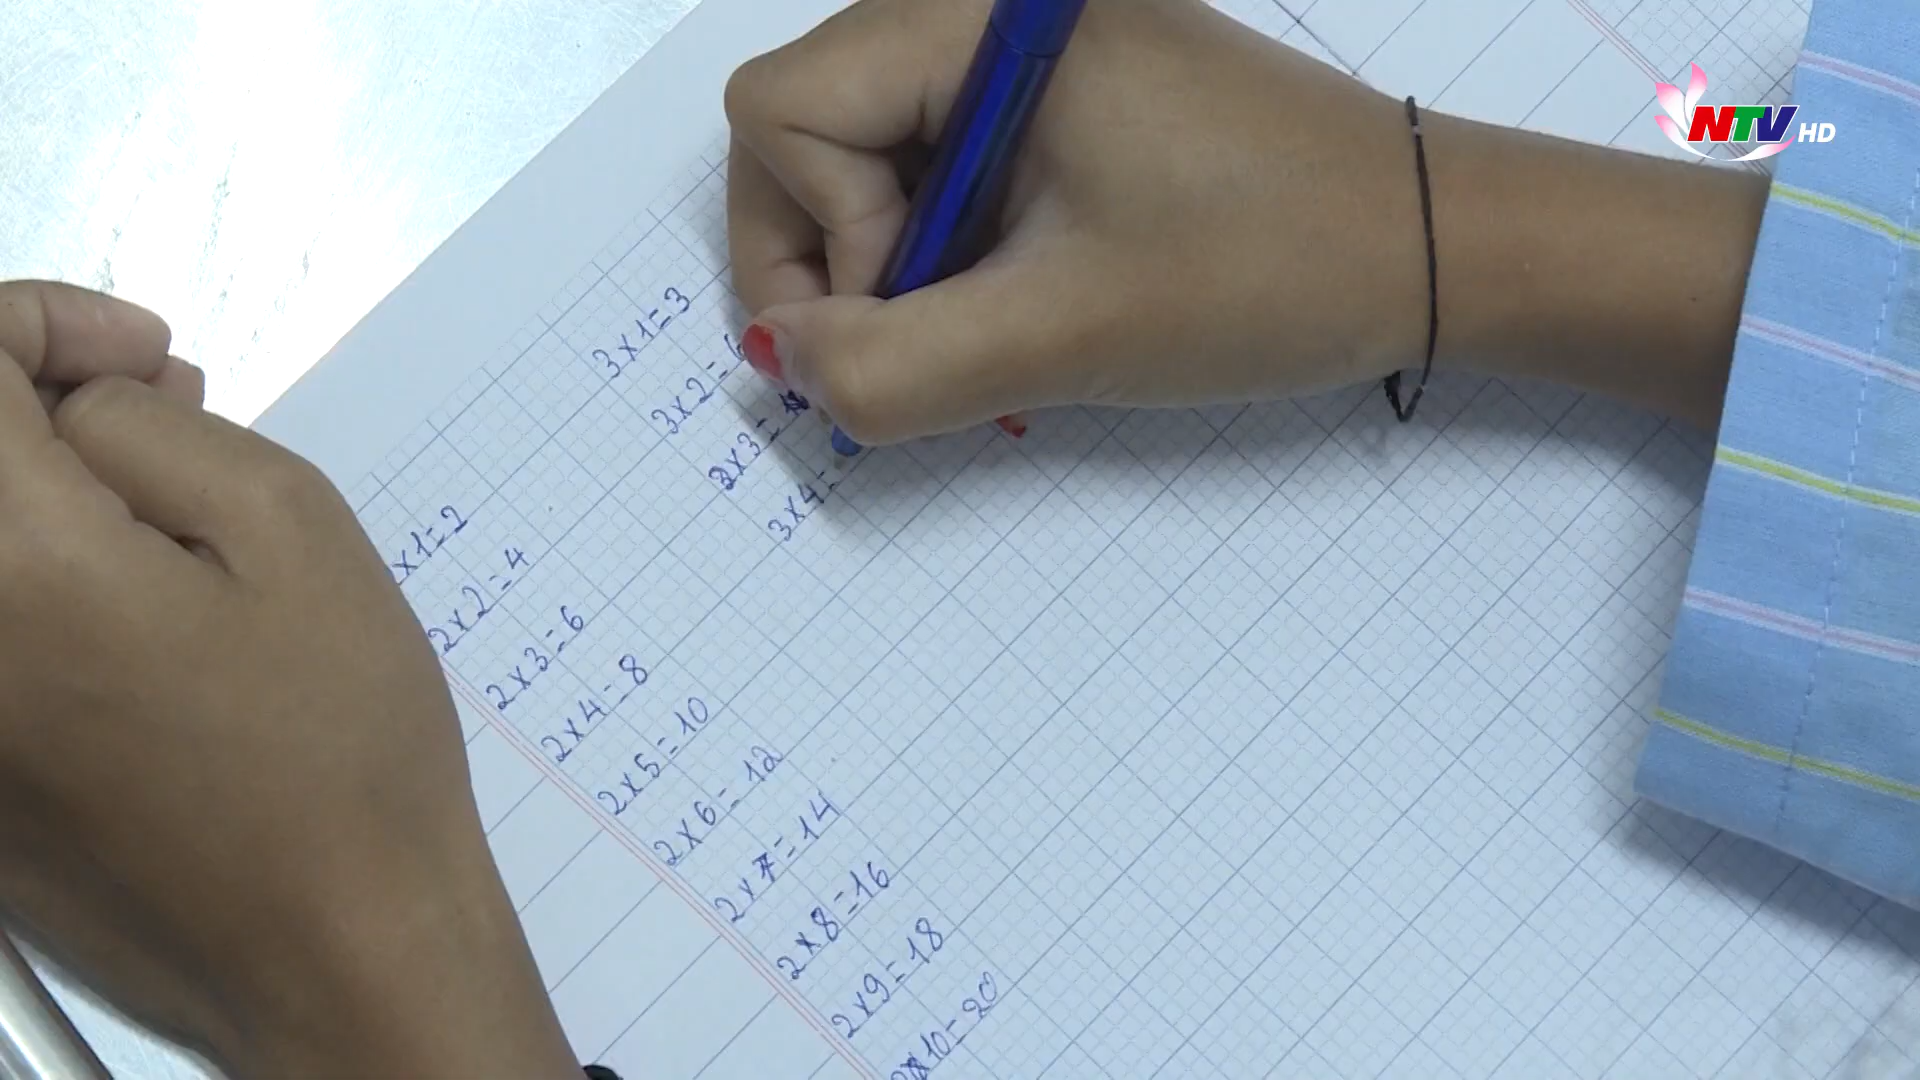 x1=2
2x2=4
2x3=6
2x4=8
2x5=10
2x6=12
2x7=14
2x8=16
2x9=18
2x10=20
3x1=3
3x2=6
3x3=
3x4=
NTV HD